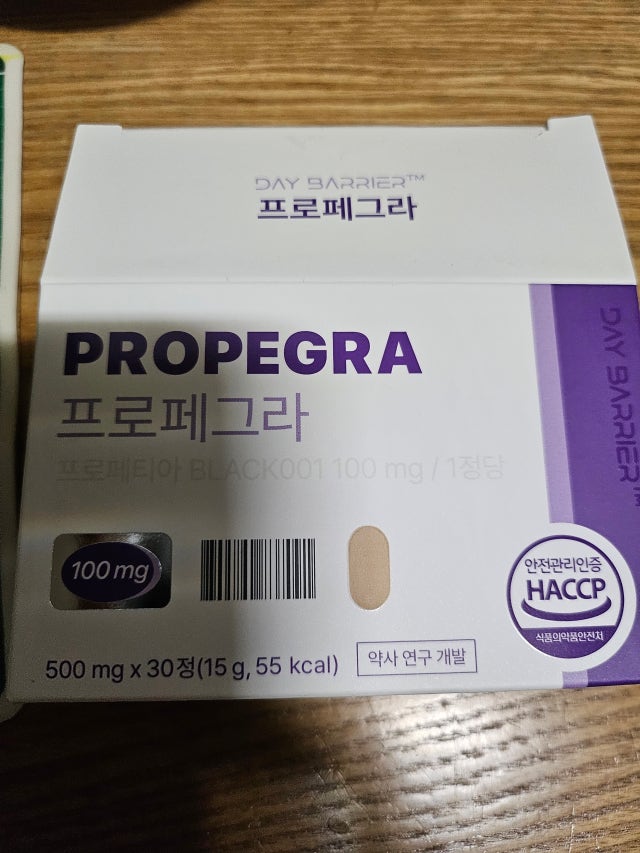 DAY BARRIER™
프로페그라
PROPEGRA
프로페그라
프로페티아 BLACK001 100 mg / 1정당
100 mg
500 mg x 30정(15 g, 55 kcal)
약사 연구 개발
안전관리인증
HACCP
식품의약품안전처
DAY BARRIER™